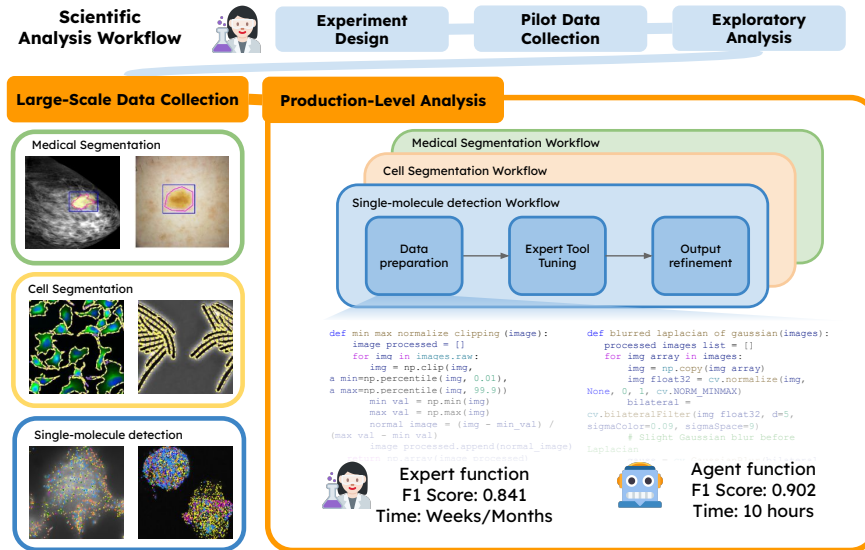 Scientific
Analysis Workflow
Experiment
Design
Pilot Data
Collection
Exploratory
Analysis
Large-Scale Data Collection
Production-Level Analysis
Medical Segmentation
Cell Segmentation
Single-molecule detection
Medical Segmentation Workflow
Cell Segmentation Workflow
Single-molecule detection Workflow
Data
preparation
Expert Tool
Tuning
Output
refinement
def min max normalize clipping (image):
image processed = []
for img in images.raw:
img = np.clip(img,
a min=np.percentile(img, 0.01),
a max=np.percentile(img, 99.9))
min val = np.min(img)
max val = np.max(img)
normal image = (img - min_val) /
(max val - min val)
image processed.append(normal_image)
def blurred laplacian of gaussian(images):
processed images list = []
for img array in images:
img = np.copy(img array)
img float32 = cv.normalize(img,
None, 0, 1, cv.NORM_MINMAX)
bilateral =
cv.bilateralFilter(img float32, d=5,
sigmaColor=0.09, sigmaSpace=9)
# Slight Gaussian blur before
Laplacian
Expert function
F1 Score: 0.841
Time: Weeks/Months
Agent function
F1 Score: 0.902
Time: 10 hours